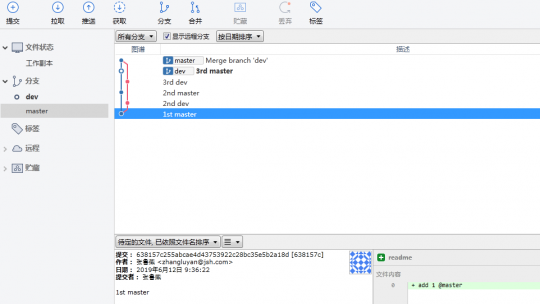 提交 拉取 推送 获取 分支 合并 贮藏 丢弃 标签
所有分支 显示远程分支 按日期排序
文件状态
工作副本
分支
dev
master
标签
远程
贮藏
图谱 描述
master Merge branch 'dev'
dev 3rd master
3rd dev
2nd master
2nd dev
1st master
待定的文件, 已依照文件名排序
提交: 638157c255abcae4d43753922c28bc35e5b2a18d [638157c]
作者: 张鲁燕 <zhangluyan@jsh.com>
日期: 2019年6月12日 9:36:22
提交者: 张鲁燕
1st master
readme
文件内容
0 + add 1 @master